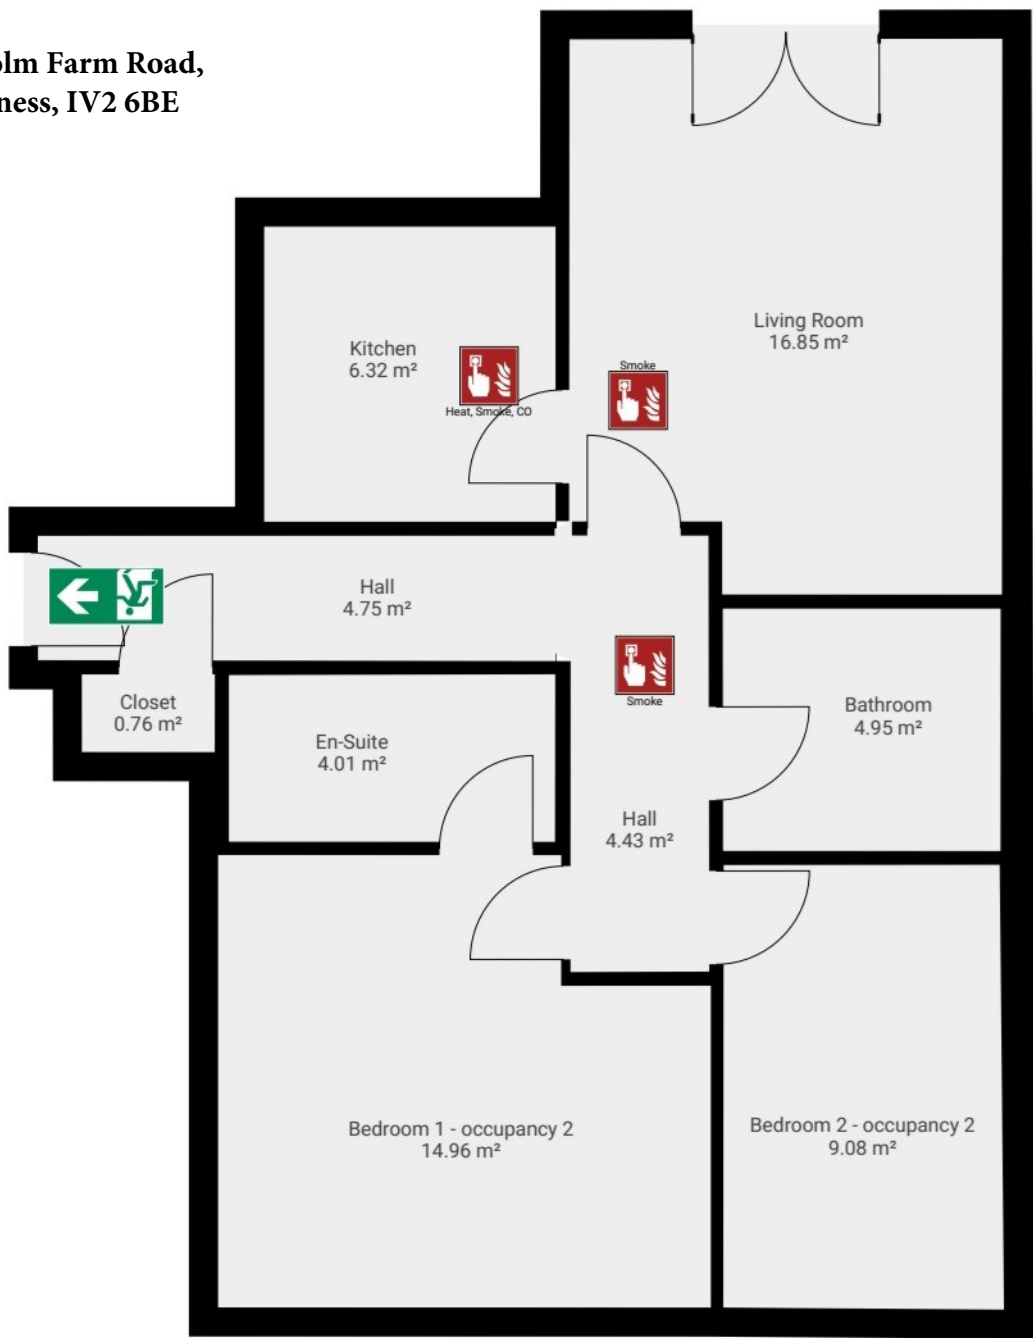 olm Farm Road,
ness, IV2 6BE
Living Room
16.85 m²
Kitchen
6.32 m²
Heat, Smoke, CO
Smoke
Hall
4.75 m²
Smoke
Closet
0.76 m²
En-Suite
4.01 m²
Bathroom
4.95 m²
Hall
4.43 m²
Bedroom 1 - occupancy 2
14.96 m²
Bedroom 2 - occupancy 2
9.08 m²